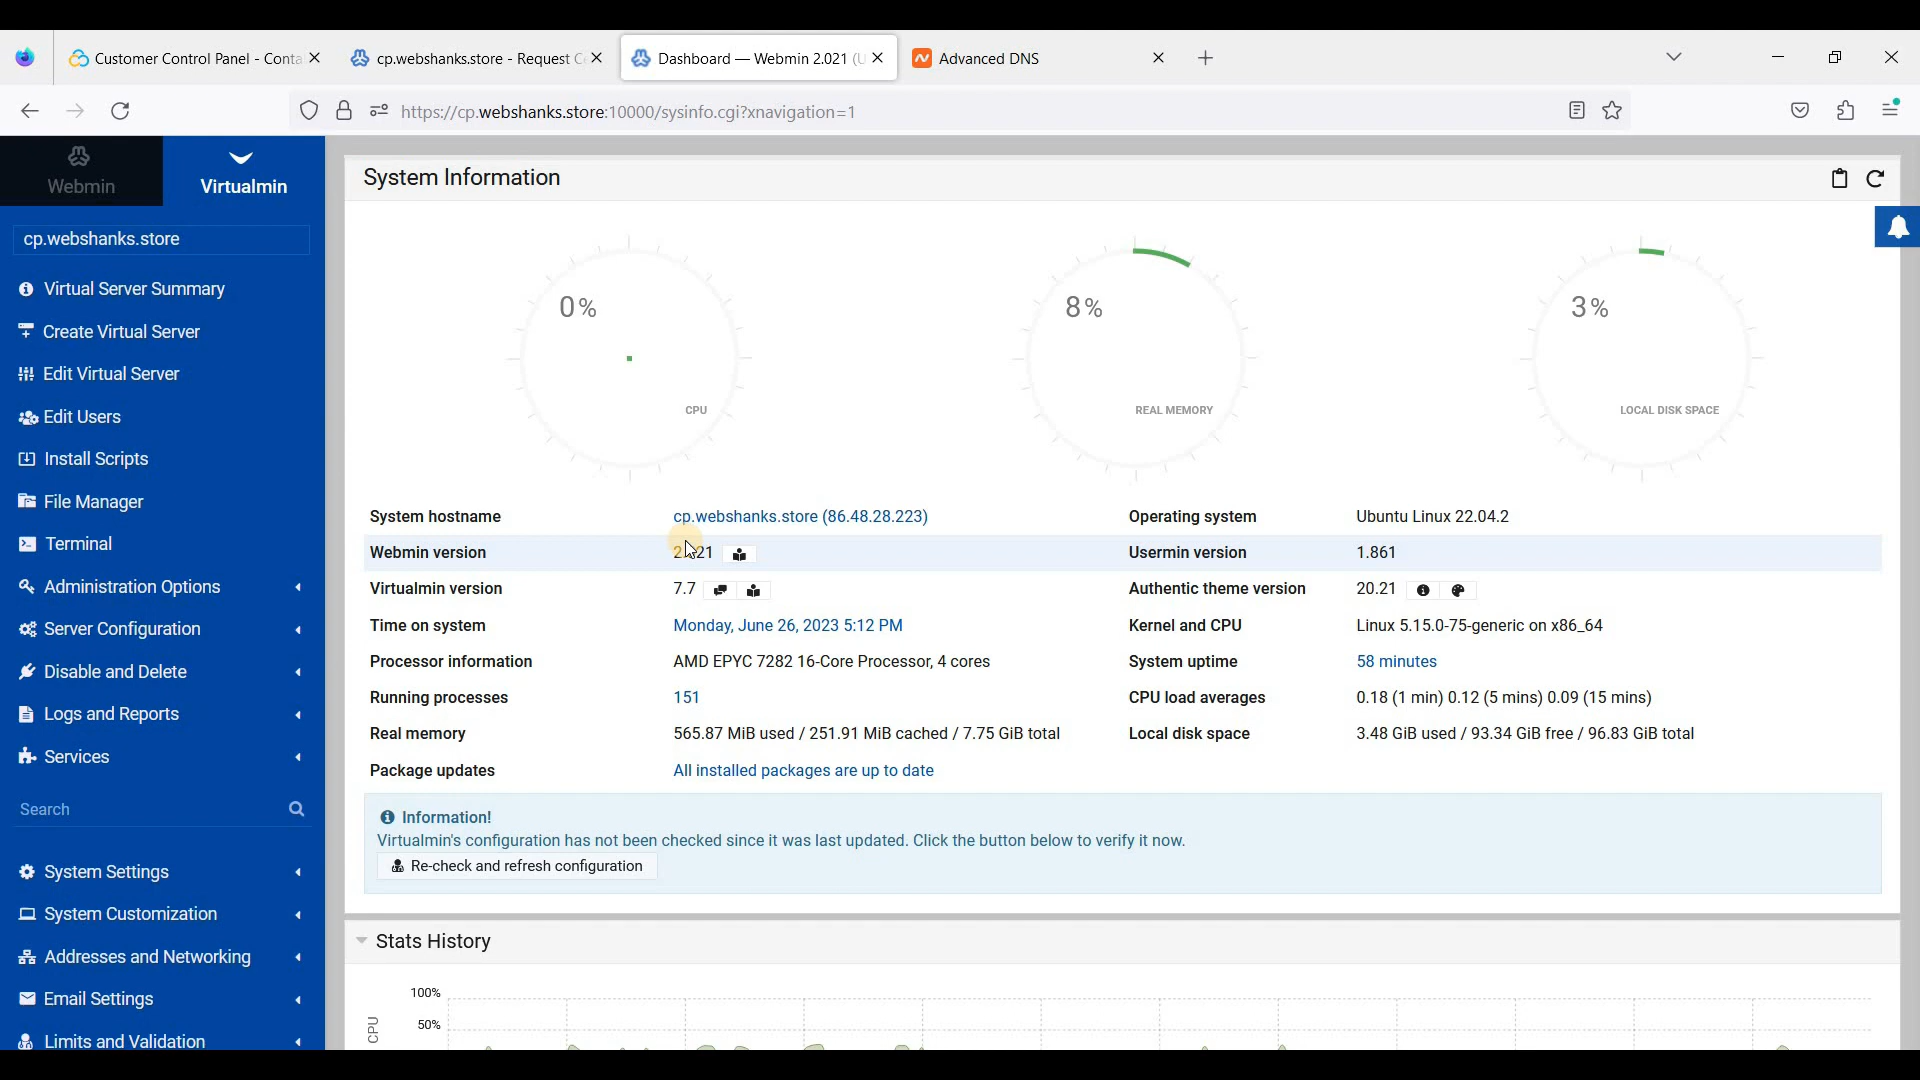 Customer Control Panel - Conta
cp.webshanks.store - Request C
Dashboard — Webmin 2.021 (U
Advanced DNS
https://cp.webshanks.store:10000/sysinfo.cgi?xnavigation=1
Webmin
Virtualmin
cp.webshanks.store
Virtual Server Summary
Create Virtual Server
Edit Virtual Server
Edit Users
Install Scripts
File Manager
Terminal
Administration Options
Server Configuration
Disable and Delete
Logs and Reports
Services
Search
System Settings
System Customization
Addresses and Networking
Email Settings
Limits and Validation
System Information
0%
CPU
8%
REAL MEMORY
3%
LOCAL DISK SPACE
System hostname cp.webshanks.store (86.48.28.223)
Operating system Ubuntu Linux 22.04.2
Webmin version
Usermin version 1.861
Virtualmin version 7.7
Authentic theme version 20.21
Time on system Monday, June 26, 2023 5:12 PM
Kernel and CPU Linux 5.15.0-75-generic on x86_64
Processor information AMD EPYC 7282 16-Core Processor, 4 cores
System uptime 58 minutes
Running processes 151
CPU load averages 0.18 (1 min) 0.12 (5 mins) 0.09 (15 mins)
Real memory 565.87 MiB used / 251.91 MiB cached / 7.75 GiB total
Local disk space 3.48 GiB used / 93.34 GiB free / 96.83 GiB total
Package updates All installed packages are up to date
Information!
Virtualmin's configuration has not been checked since it was last updated. Click the button below to verify it now.
Re-check and refresh configuration
Stats History
100%
50%
CPU